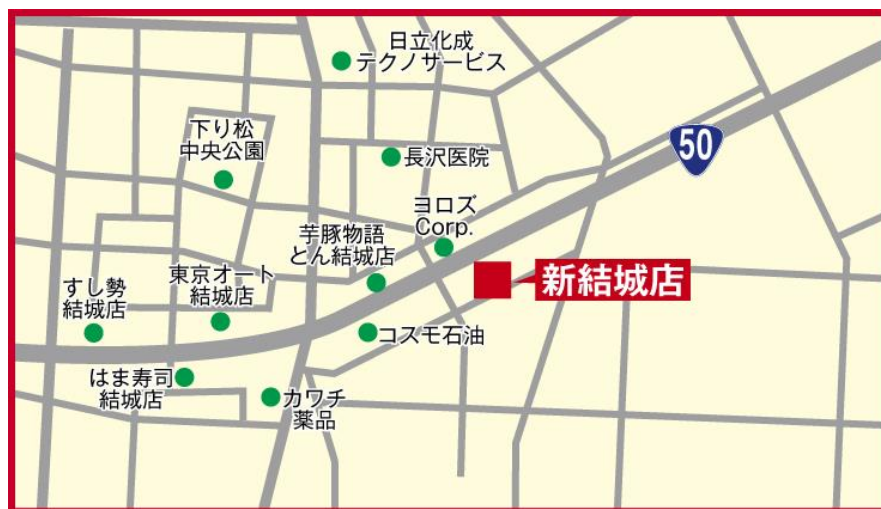 日立化成
テクノサービス
下り松
中央公園
長沢医院
50
ヨロズ
Corp.
芋豚物語
とん結城店
新結城店
東京オート
結城店
すし勢
結城店
コスモ石油
はま寿司
結城店
カワチ
薬品